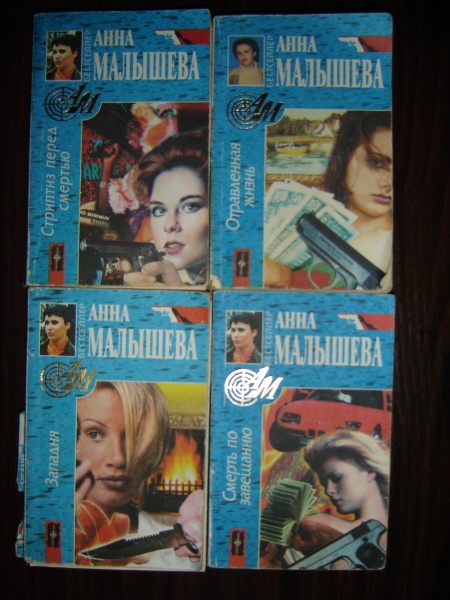 БЕСТСЕЛЛЕР
АННА
МАЛЫШЕВА
АМ
Стриптиз перед
смертью
БЕСТСЕЛЛЕР
АННА
МАЛЫШЕВА
АМ
Отравленная
жизнь
БЕСТСЕЛЛЕР
АННА
МАЛЫШЕВА
АМ
Западня
БЕСТСЕЛЛЕР
АННА
МАЛЫШЕВА
АМ
Смерть по
завещанию